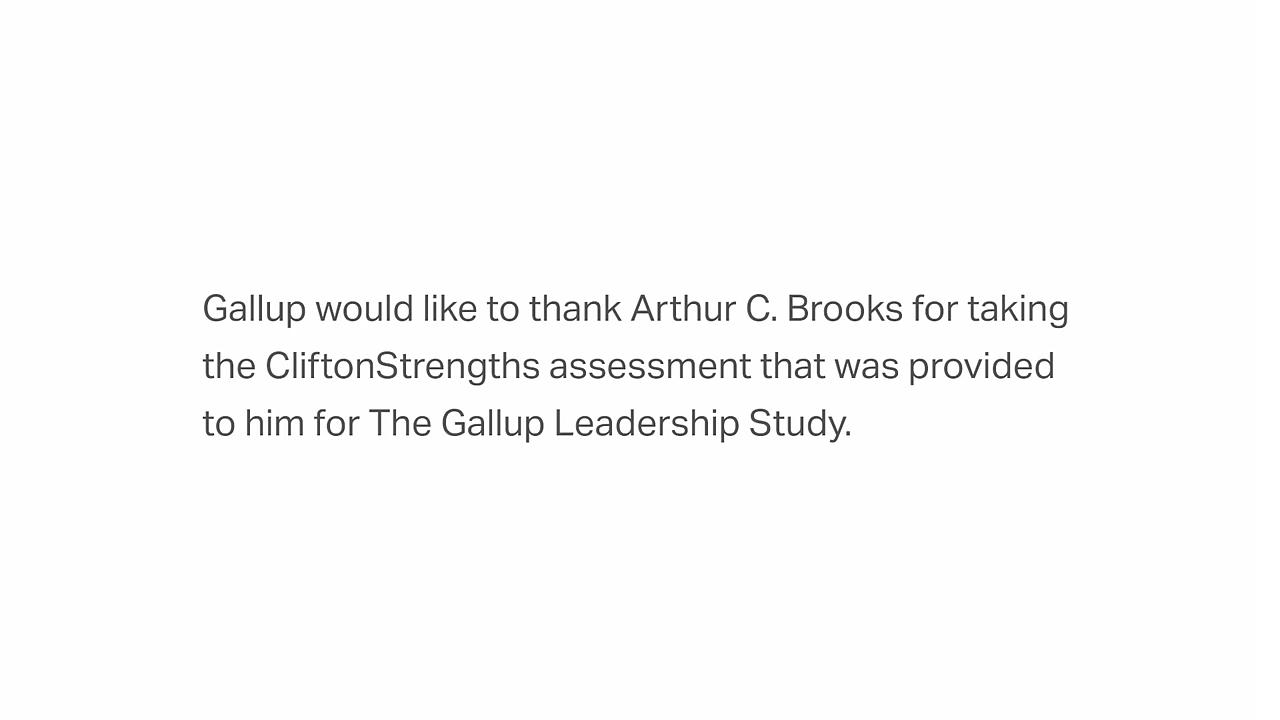 Gallup would like to thank Arthur C. Brooks for taking
the CliftonStrengths assessment that was provided
to him for The Gallup Leadership Study.